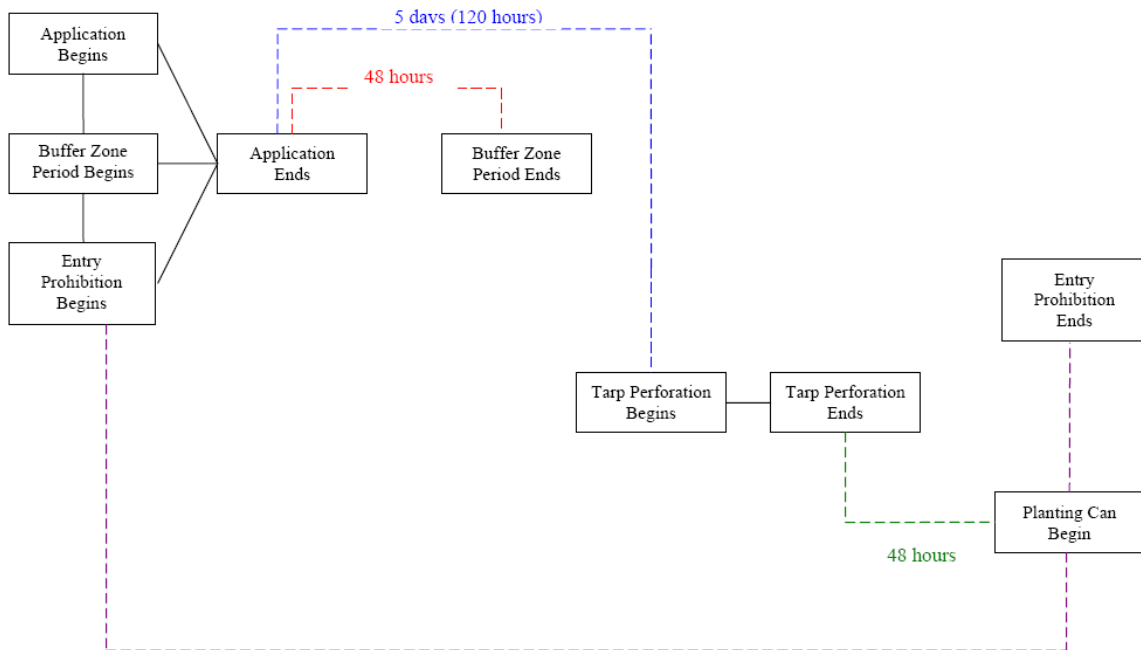 5 days (120 hours)
Application
Begins
48 hours
Buffer Zone
Period Begins
Application
Ends
Buffer Zone
Period Ends
Entry
Prohibition
Begins
Entry
Prohibition
Ends
Tarp Perforation
Begins
Tarp Perforation
Ends
Planting Can
Begin
48 hours